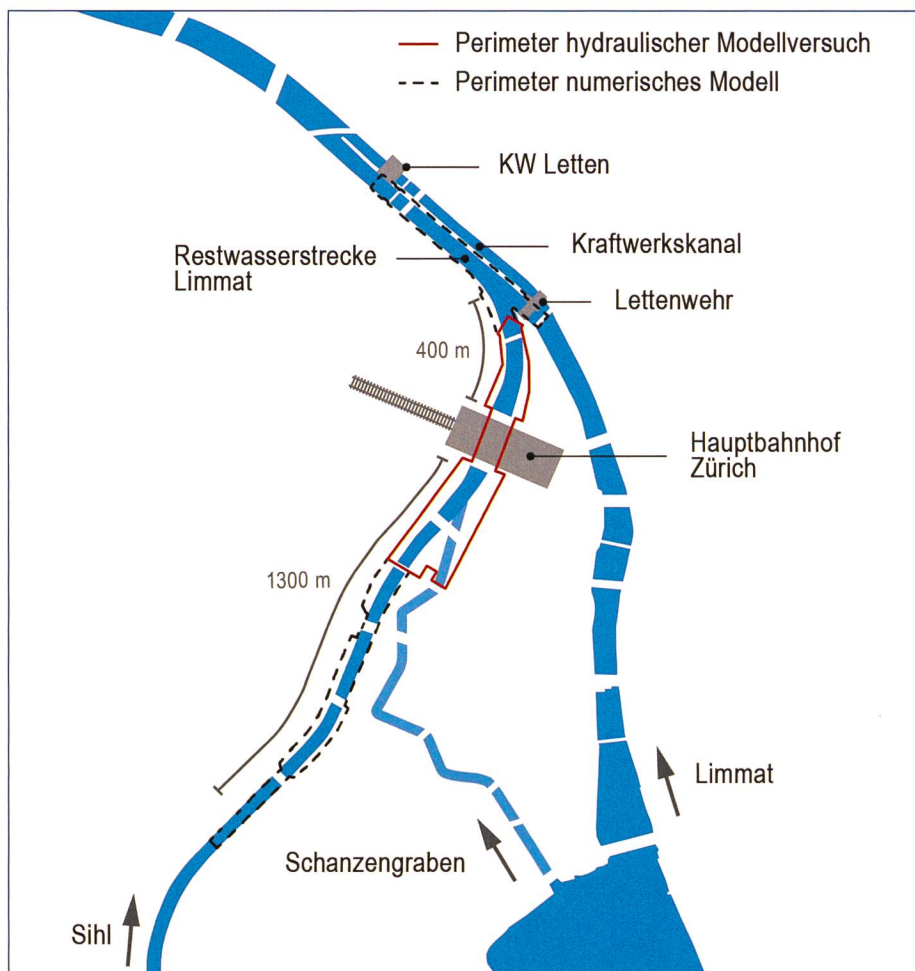 Perimeter hydraulischer Modellversuch
Perimeter numerisches Modell
KW Letten
Kraftwerkskanal
Restwasserstrecke
Limmat
Lettenwehr
400 m
Hauptbahnhof
Zürich
1300 m
Limmat
Schanzengraben
Sihl